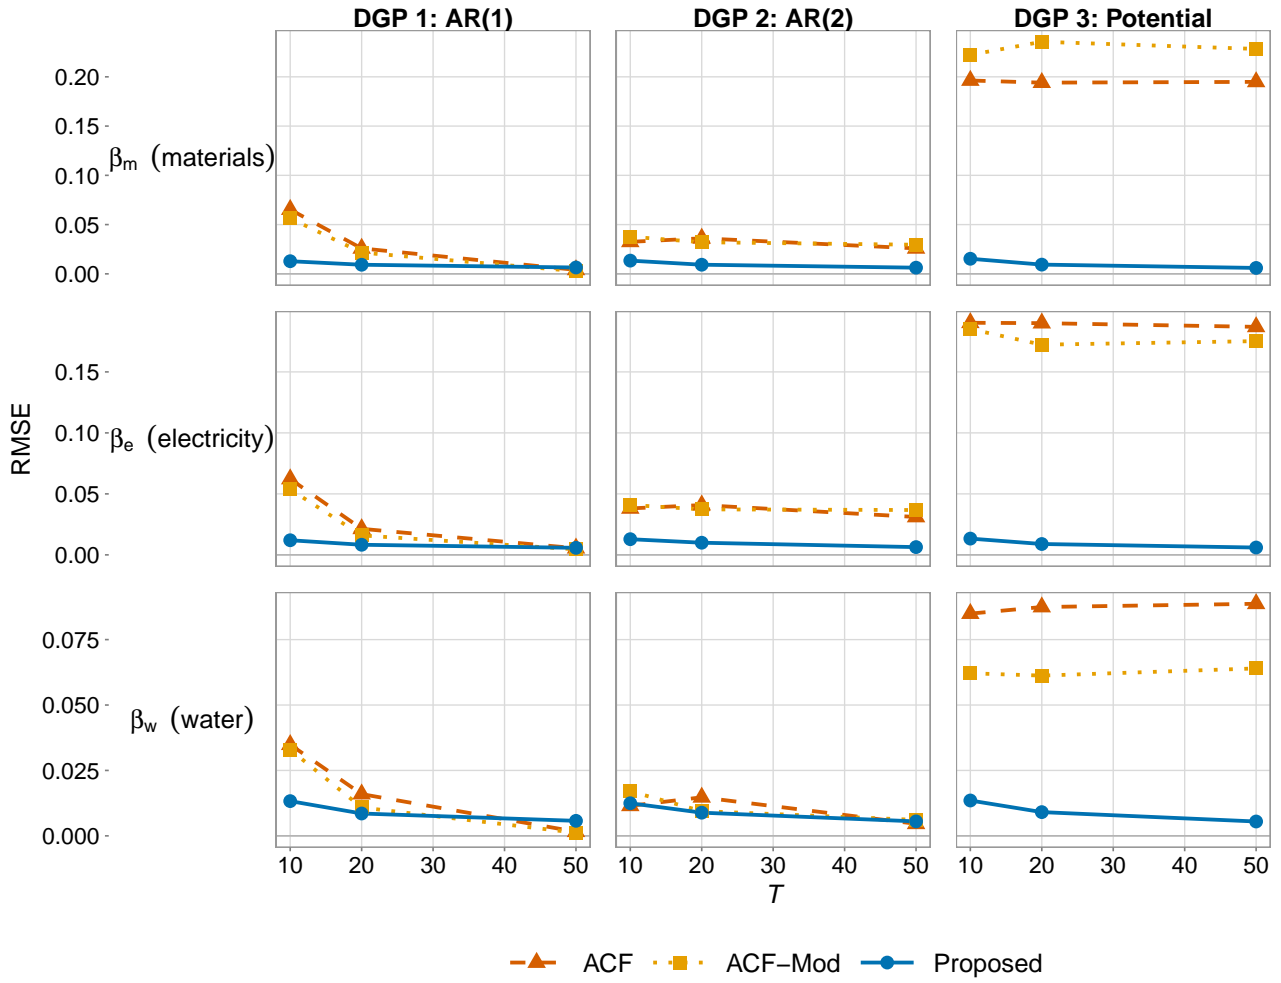 DGP 1: AR(1) DGP 2: AR(2) DGP 3: Potential
0.20
0.15
βm (materials)
0.10
0.05
0.00
0.15
RMSE
0.10
βe (electricity)
0.05
0.00
0.075
0.050
βw (water)
0.025
0.000
10 20 30 40 50 10 20 30 40 50 10 20 30 40 50
T
ACF ACF−Mod Proposed